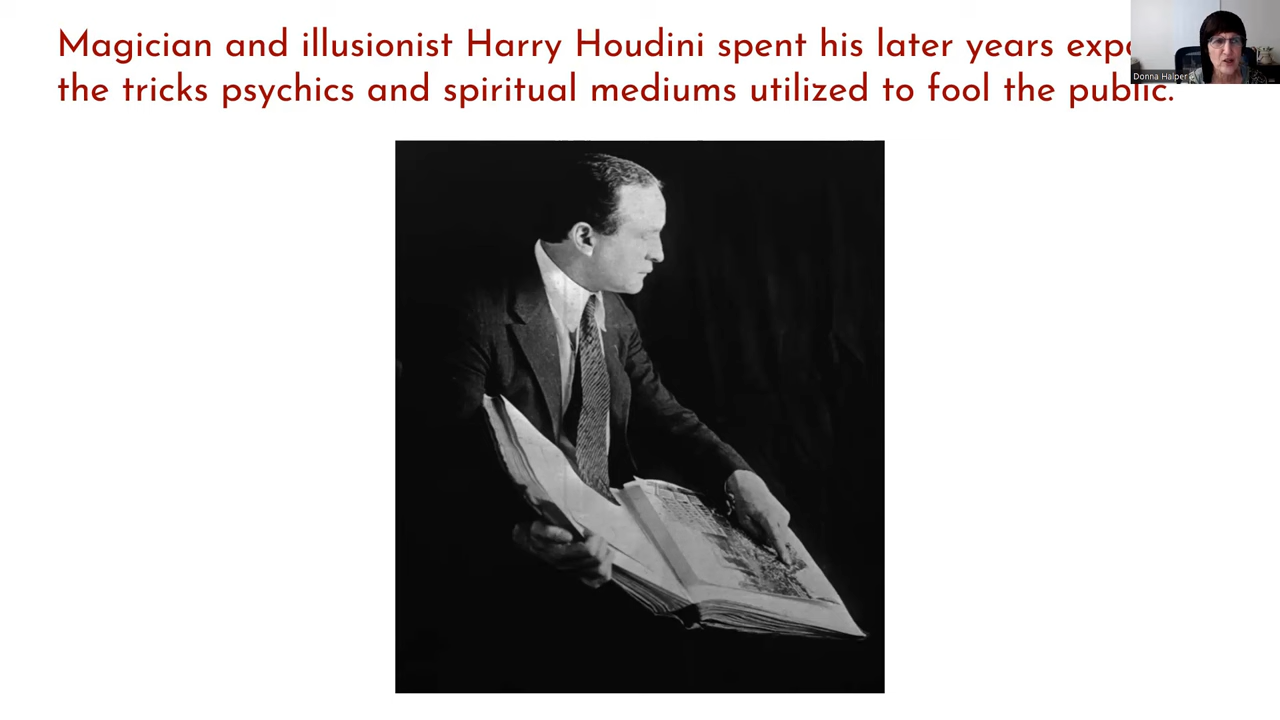 Magician and illusionist Harry Houdini spent his later years expo
the tricks psychics and spiritual mediums utilized to fool the public.
Donna Halper